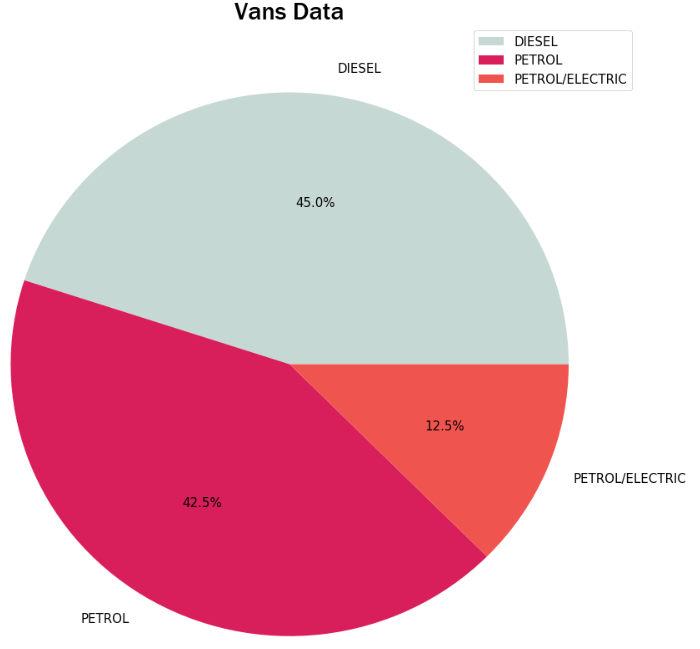 Vans Data
DIESEL
PETROL
PETROL/ELECTRIC
DIESEL
45.0%
12.5%
PETROL/ELECTRIC
42.5%
PETROL